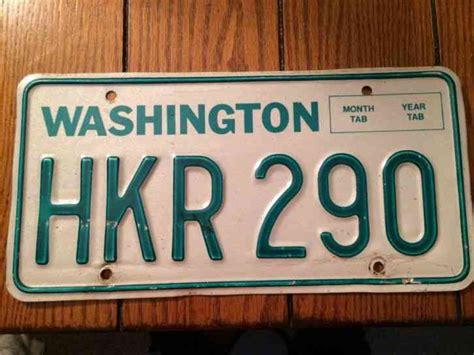 WASHINGTON
MONTH YEAR
TAB TAB
HKR 290